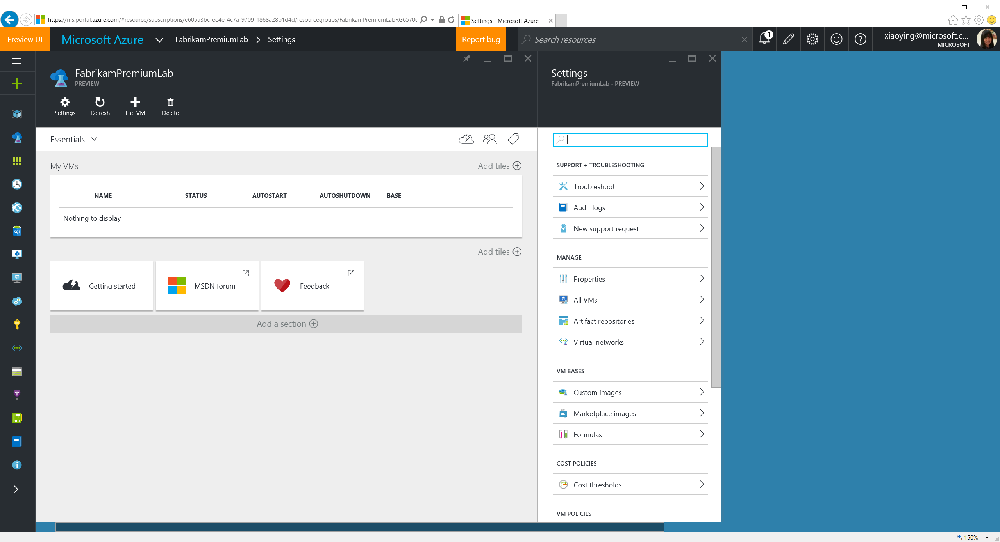 https://ms.portal.azure.com/#resource/subscriptions/e605a3bc-ee4e-4c7a-9709-1868a28b1d4d/resourcegroups/FabrikamPremiumLabRG6570
Settings - Microsoft Azure
Preview UI
Microsoft Azure
FabrikamPremiumLab
Settings
Report bug
Search resources
1
xiaoying@microsoft.c...
MICROSOFT
FabrikamPremiumLab
PREVIEW
Settings
Refresh
Lab VM
Delete
Essentials
My VMs
Add tiles
NAME STATUS AUTOSTART AUTOSHUTDOWN BASE
Nothing to display
Add tiles
Getting started
MSDN forum
Feedback
Add a section
SQL
Settings
FabrikamPremiumLab - PREVIEW
SUPPORT + TROUBLESHOOTING
Troubleshoot
Audit logs
New support request
MANAGE
Properties
All VMs
Artifact repositories
Virtual networks
VM BASES
Custom images
Marketplace images
Formulas
COST POLICIES
Cost thresholds
VM POLICIES
150%